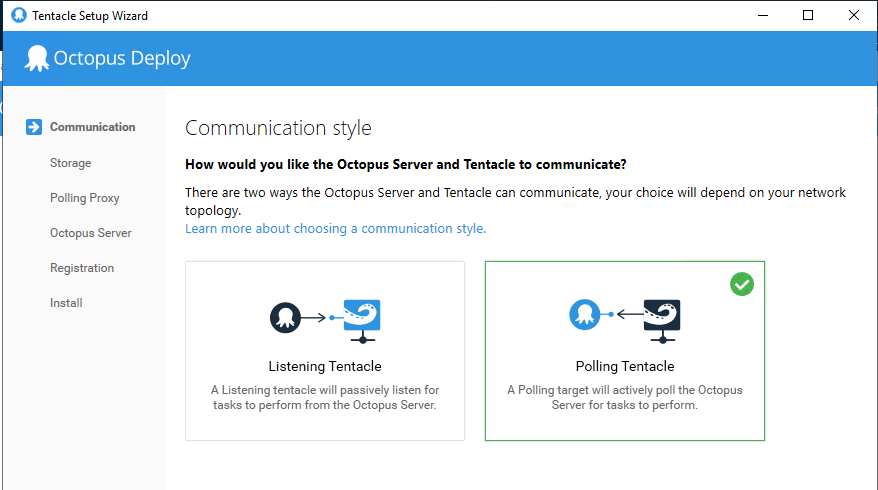 Tentacle Setup Wizard
Octopus Deploy
Communication
Storage
Polling Proxy
Octopus Server
Registration
Install
Communication style
How would you like the Octopus Server and Tentacle to communicate?
There are two ways the Octopus Server and Tentacle can communicate, your choice will depend on your network
topology.
Learn more about choosing a communication style.
Listening Tentacle
A Listening tentacle will passively listen for
tasks to perform from the Octopus Server.
Polling Tentacle
A Polling target will actively poll the Octopus
Server for tasks to perform.